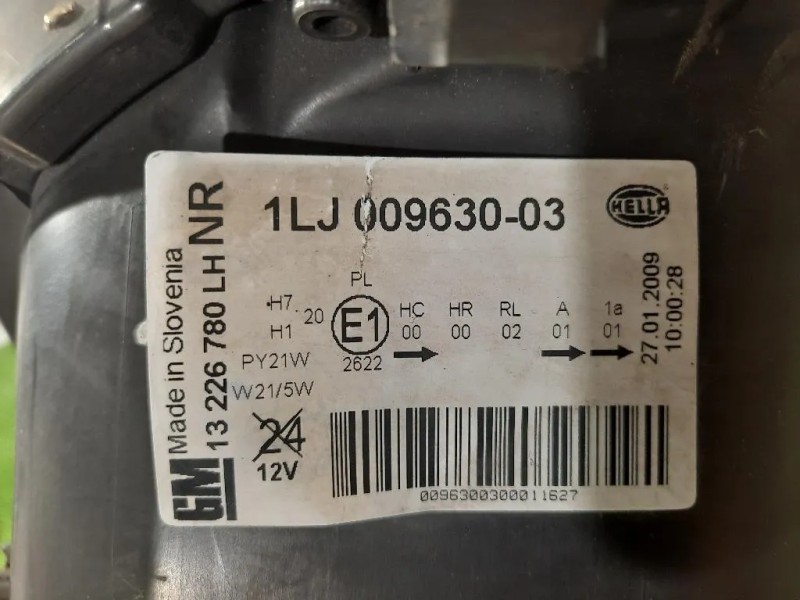 1LJ 009630-03
HELLA
GM
Made in Slovenia
13 226 780 LH NR
PL
H7
H1
20
E1
2622
PY21W
W21/5W
HC
00
HR
00
RL
02
A
01
1a
01
24
12V
27.01.2009
10:00:28
0096300300011627